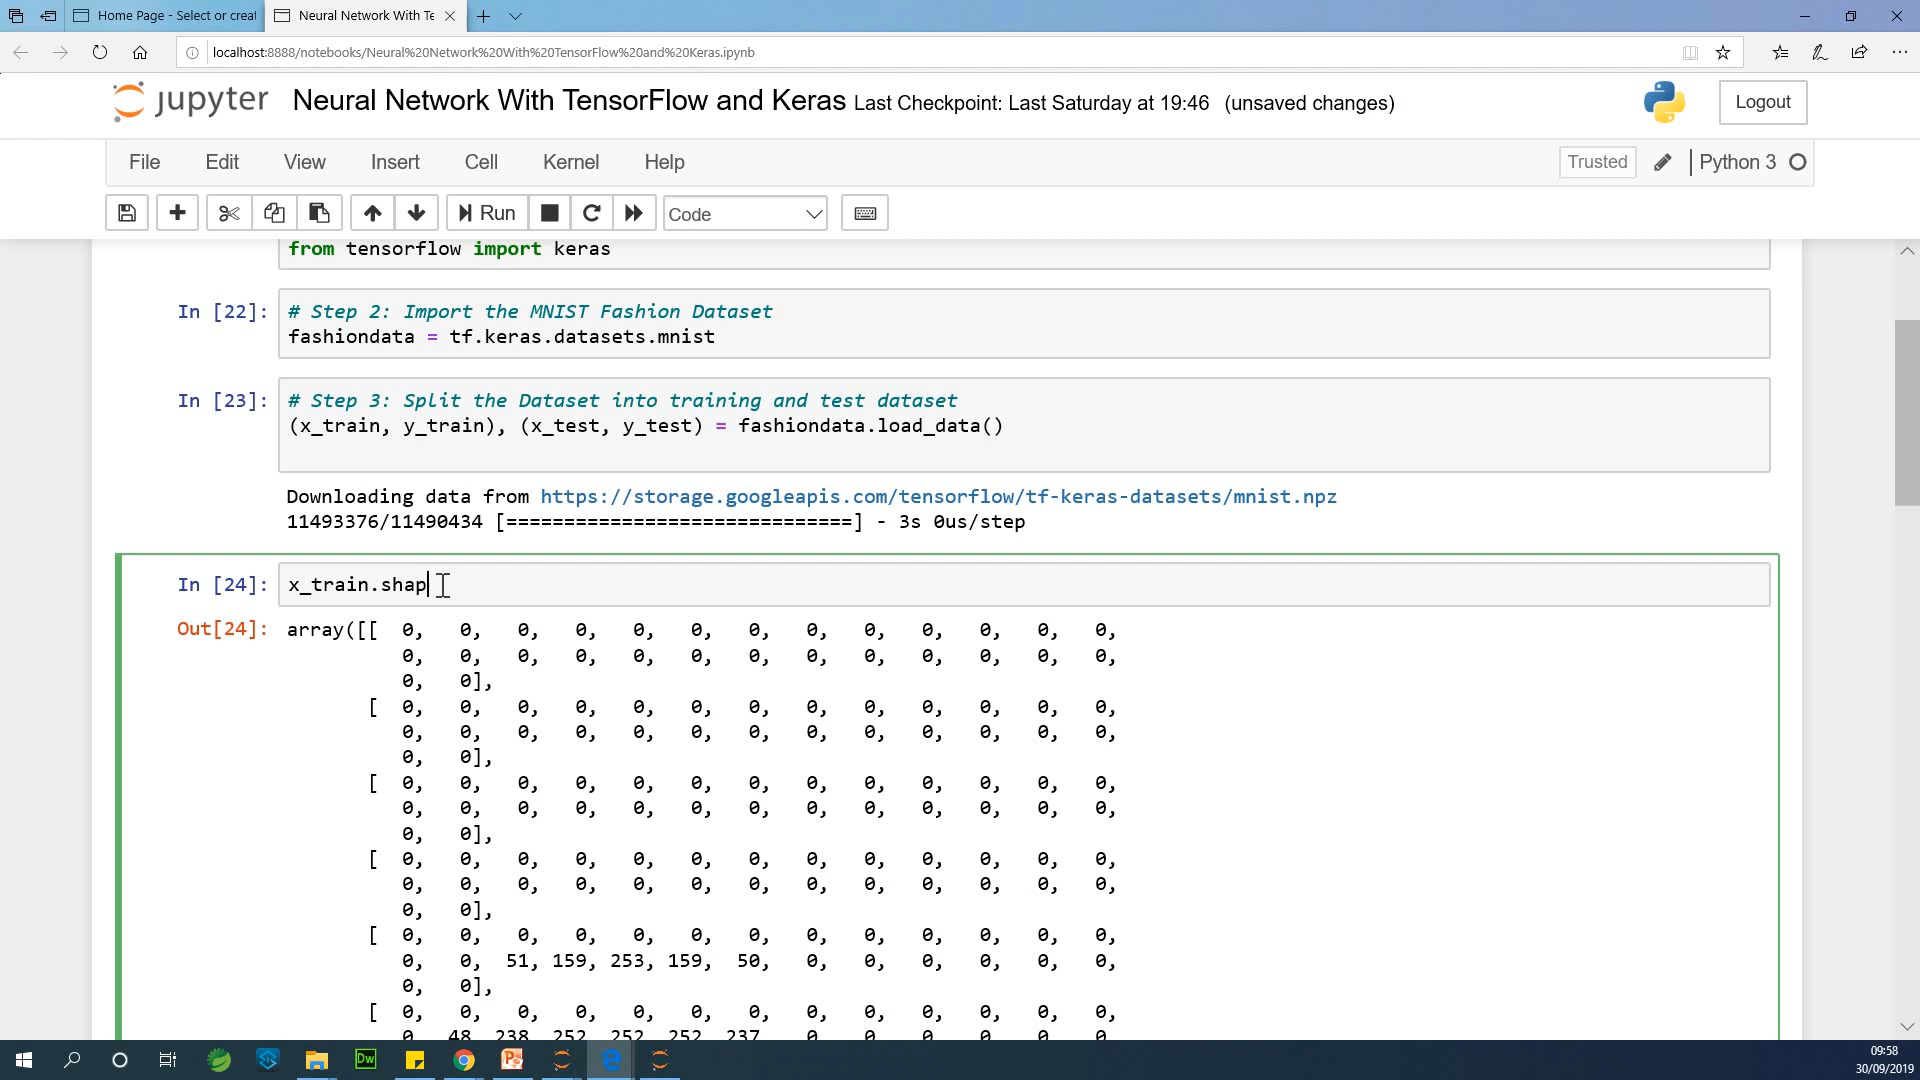 Home Page - Select or creat
Neural Network With Te
localhost:8888/notebooks/Neural%20Network%20With%20TensorFlow%20and%20Keras.ipynb
jupyter Neural Network With TensorFlow and Keras Last Checkpoint: Last Saturday at 19:46 (unsaved changes)
Logout
File Edit View Insert Cell Kernel Help
Trusted
Python 3
Run
Code
from tensorflow import keras
In [22]: # Step 2: Import the MNIST Fashion Dataset
fashiondata = tf.keras.datasets.mnist
In [23]: # Step 3: Split the Dataset into training and test dataset
(x_train, y_train), (x_test, y_test) = fashiondata.load_data()
Downloading data from https://storage.googleapis.com/tensorflow/tf-keras-datasets/mnist.npz
11493376/11490434 [==============================] - 3s 0us/step
In [24]: x_train.shap
Out[24]: array([[ 0, 0, 0, 0, 0, 0, 0, 0, 0, 0, 0, 0, 0,
0, 0, 0, 0, 0, 0, 0, 0, 0, 0, 0, 0, 0,
0, 0],
[ 0, 0, 0, 0, 0, 0, 0, 0, 0, 0, 0, 0, 0,
0, 0, 0, 0, 0, 0, 0, 0, 0, 0, 0, 0, 0,
0, 0],
[ 0, 0, 0, 0, 0, 0, 0, 0, 0, 0, 0, 0, 0,
0, 0, 0, 0, 0, 0, 0, 0, 0, 0, 0, 0, 0,
0, 0],
[ 0, 0, 0, 0, 0, 0, 0, 0, 0, 0, 0, 0, 0,
0, 0, 0, 0, 0, 0, 0, 0, 0, 0, 0, 0, 0,
0, 0],
[ 0, 0, 0, 0, 0, 0, 0, 0, 0, 0, 0, 0, 0,
0, 0, 51, 159, 253, 159, 50, 0, 0, 0, 0, 0, 0,
0, 0],
[ 0, 0, 0, 0, 0, 0, 0, 0, 0, 0, 0, 0, 0,
0, 48, 238, 252, 252, 252, 237, 0, 0, 0, 0, 0, 0,
Dw
09:58
30/09/2019